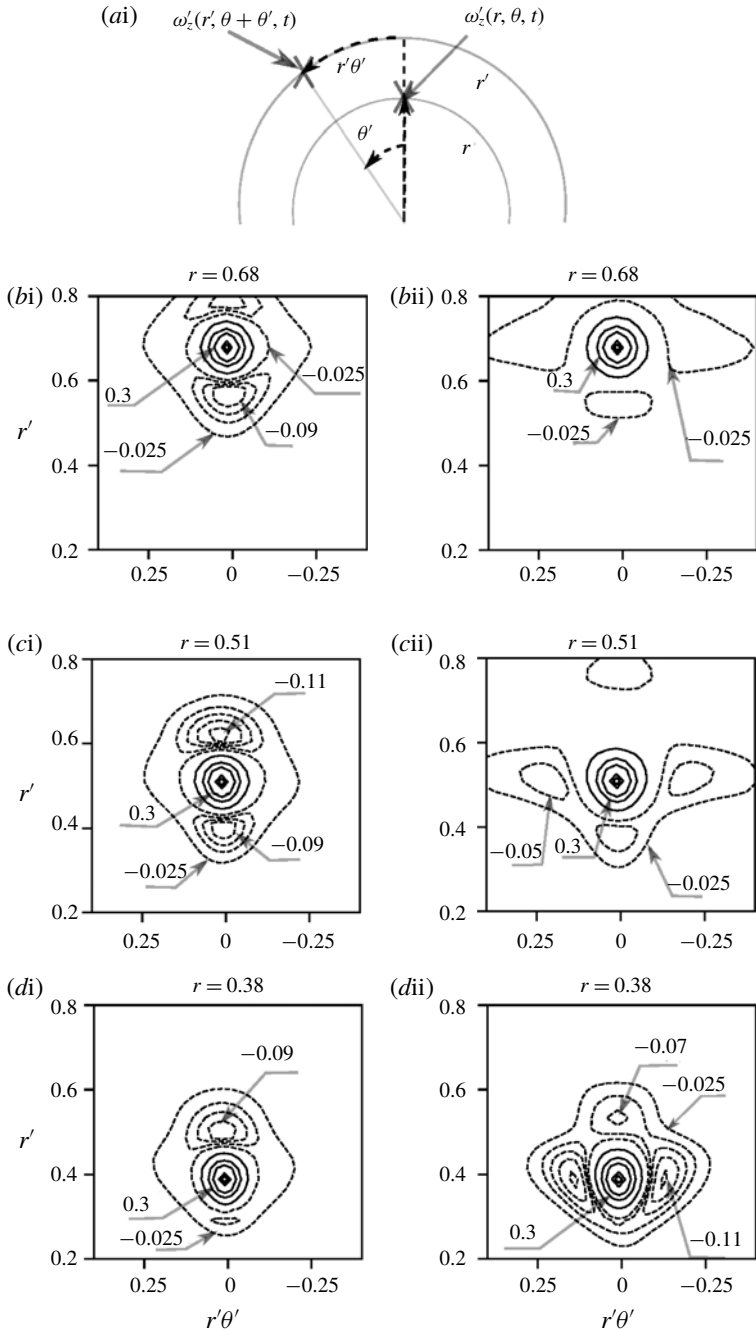 (ai)
ω′z(r′, θ + θ′, t)
ω′z(r, θ, t)
r′θ′
r′
θ′
r
r = 0.68
(bi)
0.8
0.6
0.4
0.2
r′
0.3
−0.025
−0.025
−0.09
0.25 0 −0.25
r = 0.68
(bii)
0.8
0.6
0.4
0.2
0.3
−0.025
−0.025
0.25 0 −0.25
r = 0.51
(ci)
0.8
0.6
0.4
0.2
r′
−0.11
0.3
−0.09
−0.025
0.25 0 −0.25
r = 0.51
(cii)
0.8
0.6
0.4
0.2
r′
−0.05
0.3
−0.025
0.25 0 −0.25
r = 0.38
(di)
0.8
0.6
0.4
0.2
r′
−0.09
0.3
−0.025
0.25 0 −0.25
r′θ′
r = 0.38
(dii)
0.8
0.6
0.4
0.2
−0.07
−0.025
0.3
−0.11
0.25 0 −0.25
r′θ′